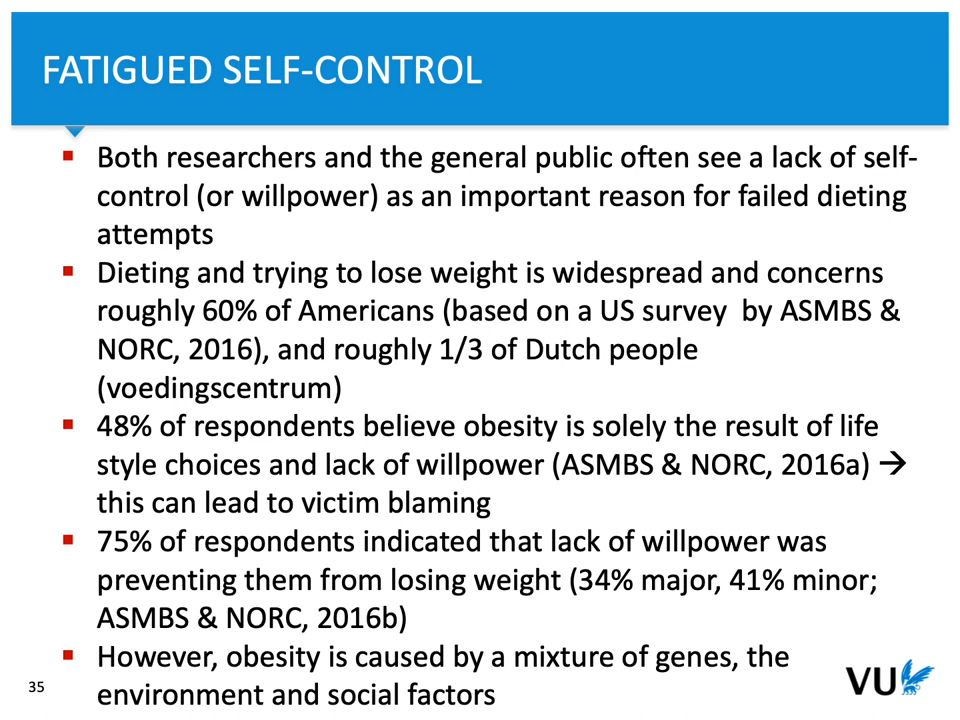 FATIGUED SELF-CONTROL
▪ Both researchers and the general public often see a lack of self-
control (or willpower) as an important reason for failed dieting
attempts
▪ Dieting and trying to lose weight is widespread and concerns
roughly 60% of Americans (based on a US survey  by ASMBS &
NORC, 2016), and roughly 1/3 of Dutch people
(voedingscentrum)
▪ 48% of respondents believe obesity is solely the result of life
style choices and lack of willpower (ASMBS & NORC, 2016a) →
this can lead to victim blaming
▪ 75% of respondents indicated that lack of willpower was
preventing them from losing weight (34% major, 41% minor;
ASMBS & NORC, 2016b)
▪ However, obesity is caused by a mixture of genes, the
environment and social factors
35
VU